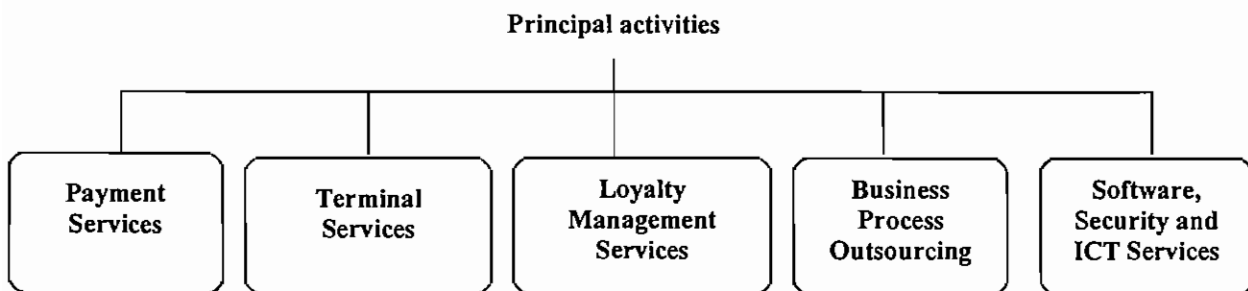 Principal activities
Payment
Services
Terminal
Services
Loyalty
Management
Services
Business
Process
Outsourcing
Software,
Security and
ICT Services